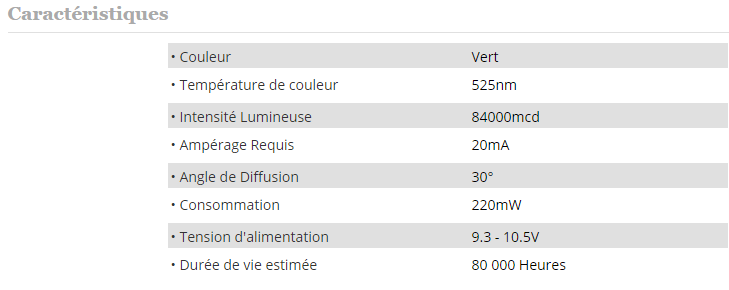 Caractéristiques
• Couleur Vert
• Température de couleur 525nm
• Intensité Lumineuse 84000mcd
• Ampérage Requis 20mA
• Angle de Diffusion 30°
• Consommation 220mW
• Tension d'alimentation 9.3 - 10.5V
• Durée de vie estimée 80 000 Heures